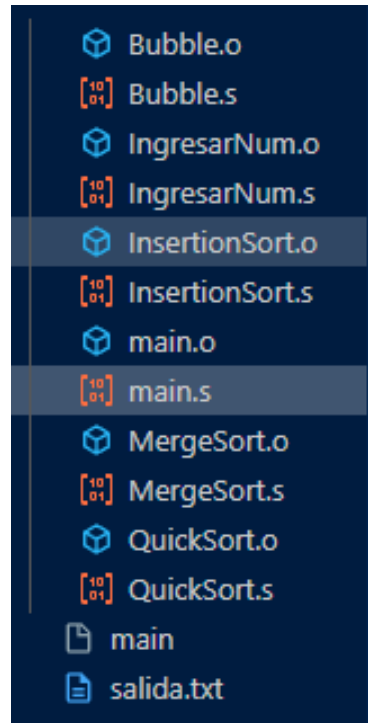 Bubble.o
Bubble.s
IngresarNum.o
IngresarNum.s
InsertionSort.o
InsertionSort.s
main.o
main.s
MergeSort.o
MergeSort.s
QuickSort.o
QuickSort.s
main
salida.txt